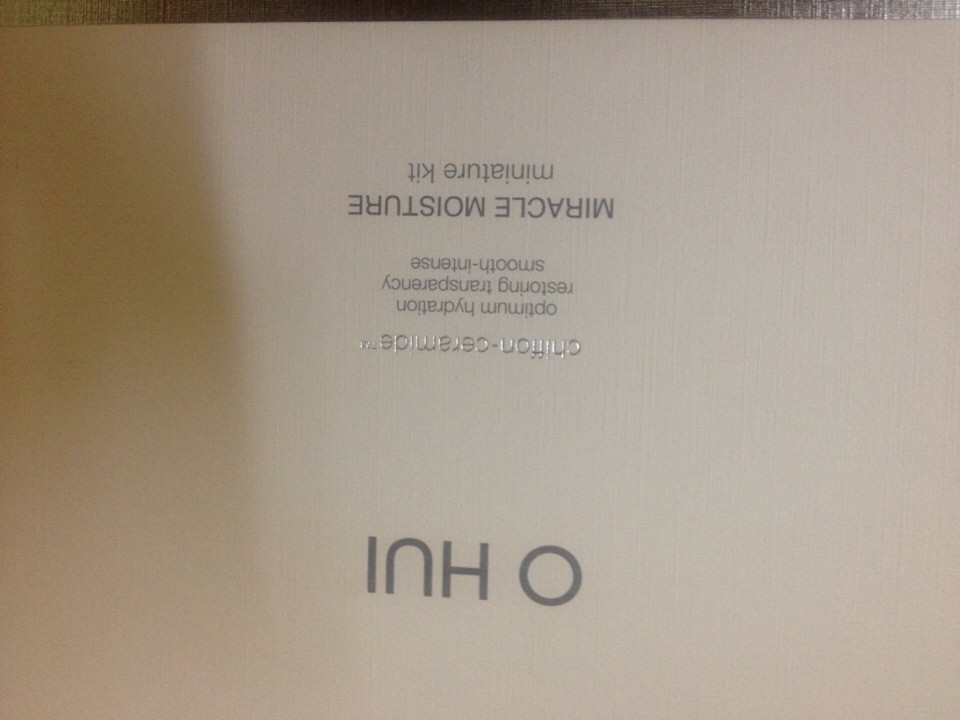 O HUI
chiffon-ceramide™
optimum hydration
restoring transparency
smooth-intense
MIRACLE MOISTURE
miniature kit